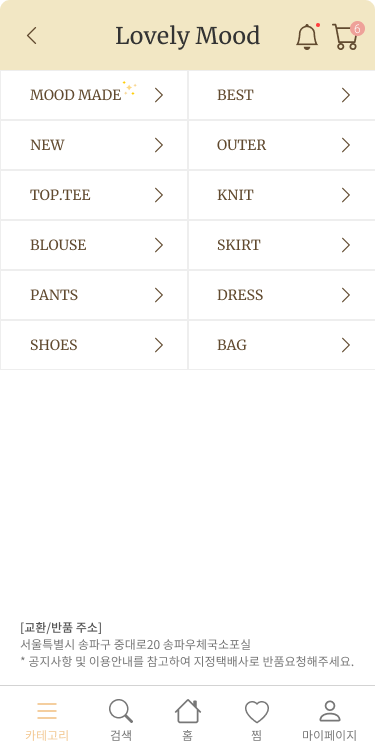 Lovely Mood
6
MOOD MADE
BEST
NEW
OUTER
TOP.TEE
KNIT
BLOUSE
SKIRT
PANTS
DRESS
SHOES
BAG
[교환/반품 주소]
서울특별시 송파구 중대로20 송파우체국소포실
* 공지사항 및 이용안내를 참고하여 지정택배사로 반품요청해주세요.
카테고리
검색
홈
찜
마이페이지